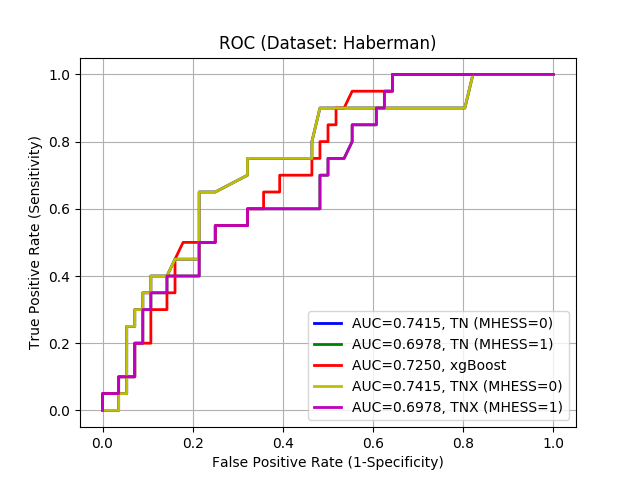 ROC (Dataset: Haberman)
True Positive Rate (Sensitivity)
1.0
0.8
0.6
0.4
0.2
0.0
AUC=0.7415, TN (MHESS=0)
AUC=0.6978, TN (MHESS=1)
AUC=0.7250, xgBoost
AUC=0.7415, TNX (MHESS=0)
AUC=0.6978, TNX (MHESS=1)
0.0 0.2 0.4 0.6 0.8 1.0
False Positive Rate (1-Specificity)